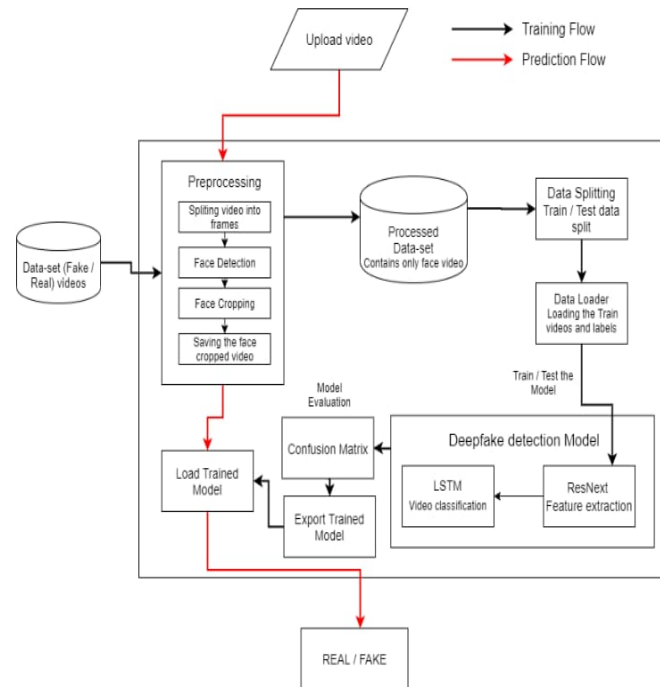 Upload video
Training Flow
Prediction Flow
Preprocessing
Spliting video into
frames
Face Detection
Face Cropping
Saving the face
cropped video
Data-set (Fake /
Real) videos
Processed
Data-set
Contains only face video
Data Splitting
Train / Test data
split
Data Loader
Loading the Train
videos and labels
Train / Test the
Model
Model
Evaluation
Confusion Matrix
Export Trained
Model
Load Trained
Model
Deepfake detection Model
LSTM
Video classification
ResNext
Feature extraction
REAL / FAKE